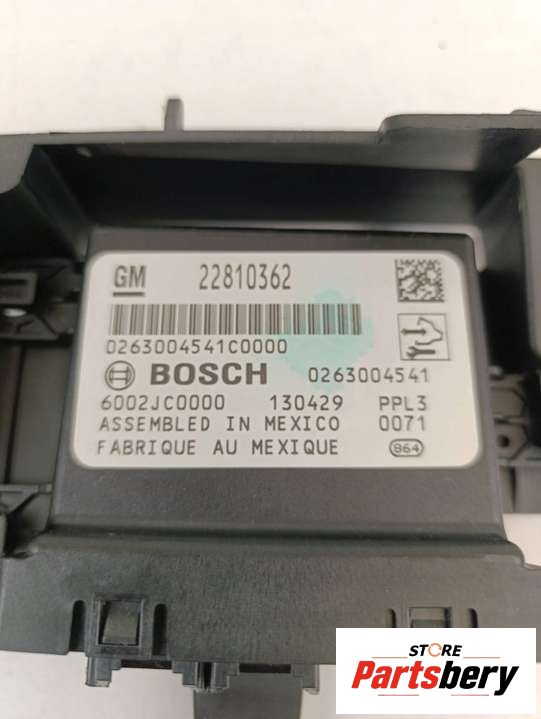 GM 22810362
0263004541C0000
BOSCH 0263004541
6002JC0000 130429 PPL3
ASSEMBLED IN MEXICO 0071
FABRIQUE AU MEXIQUE 864
STORE
Partsbery